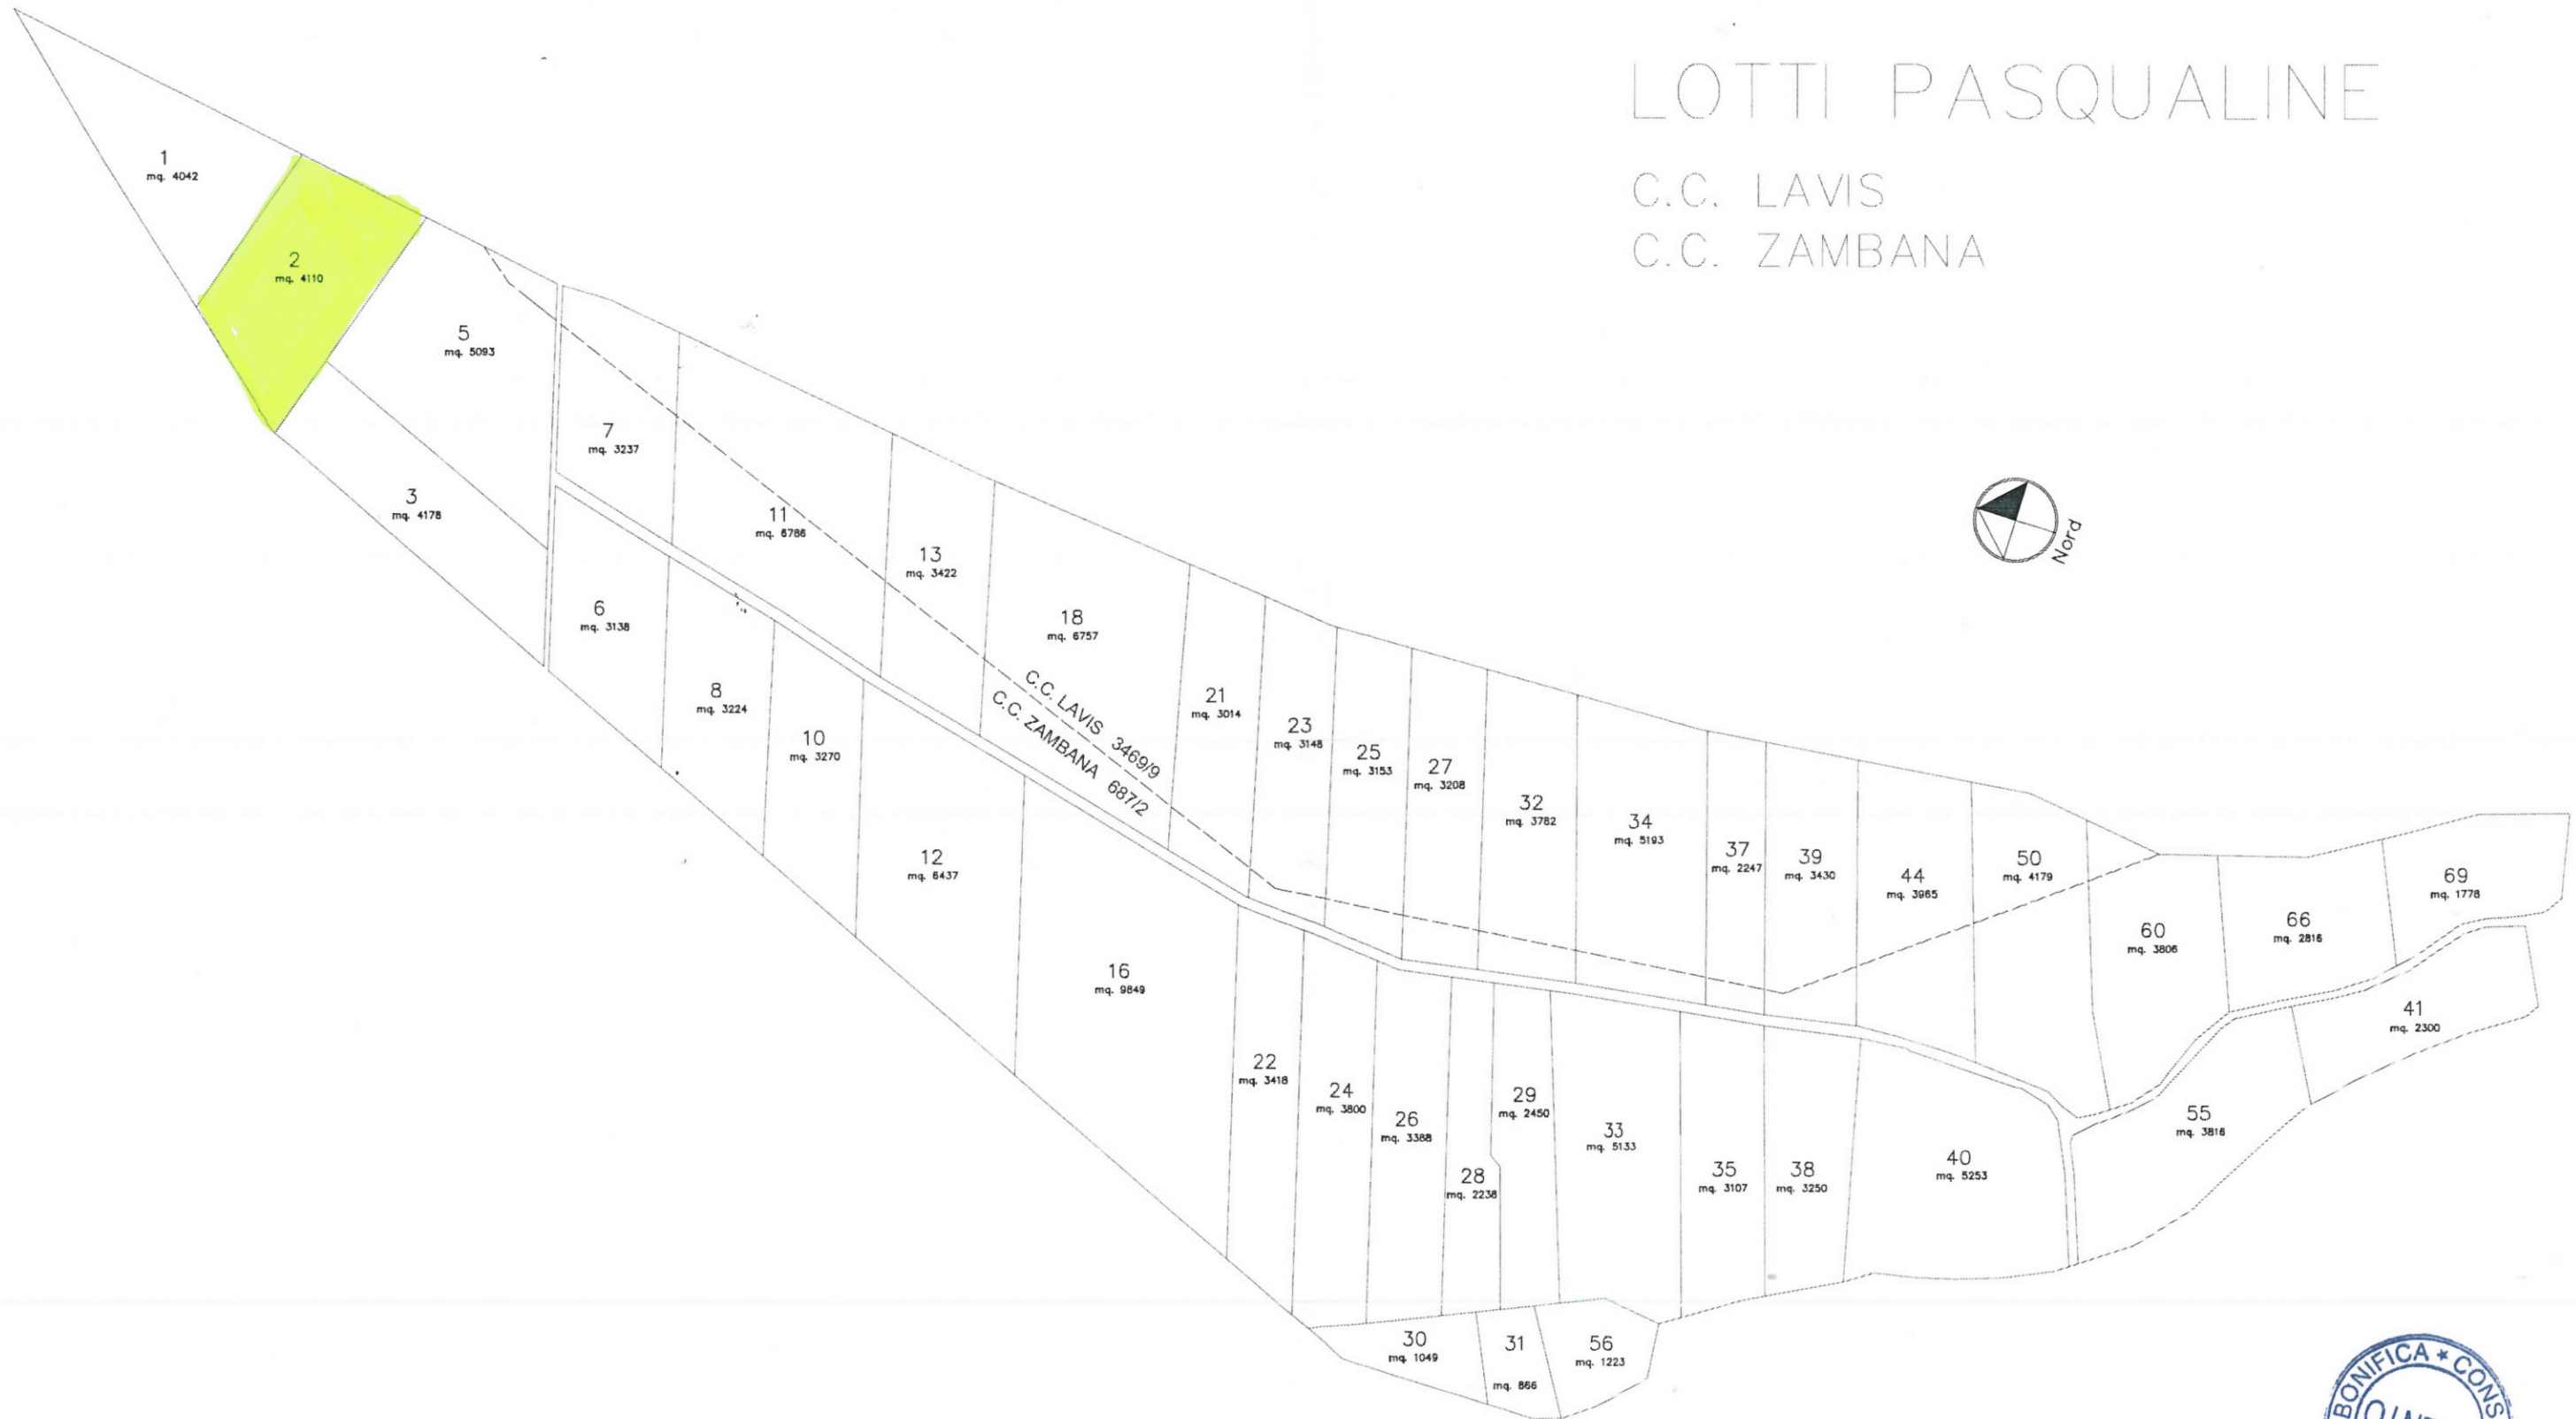 LOTTI PASQUALINE
C.C. LAVIS
C.C. ZAMBANA
1
mq. 4042
2
mq. 4110
5
mq. 5093
3
mq. 4178
7
mq. 3237
11
mq. 6786
13
mq. 3422
18
mq. 6757
6
mq. 3138
8
mq. 3224
10
mq. 3270
12
mq. 6437
16
mq. 9849
C.C. LAVIS 3469/9
C.C. ZAMBANA 687/2
21
mq. 3014
23
mq. 3148
25
mq. 3153
27
mq. 3208
32
mq. 3782
34
mq. 5193
37
mq. 2247
39
mq. 3430
44
mq. 3965
50
mq. 4179
60
mq. 3806
66
mq. 2816
69
mq. 1778
41
mq. 2300
55
mq. 3816
22
mq. 3418
24
mq. 3800
26
mq. 3388
28
mq. 2238
29
mq. 2450
33
mq. 5133
35
mq. 3107
38
mq. 3250
40
mq. 5253
30
mq. 1049
31
mq. 866
56
mq. 1223
Nord
BONIFICA * CONS